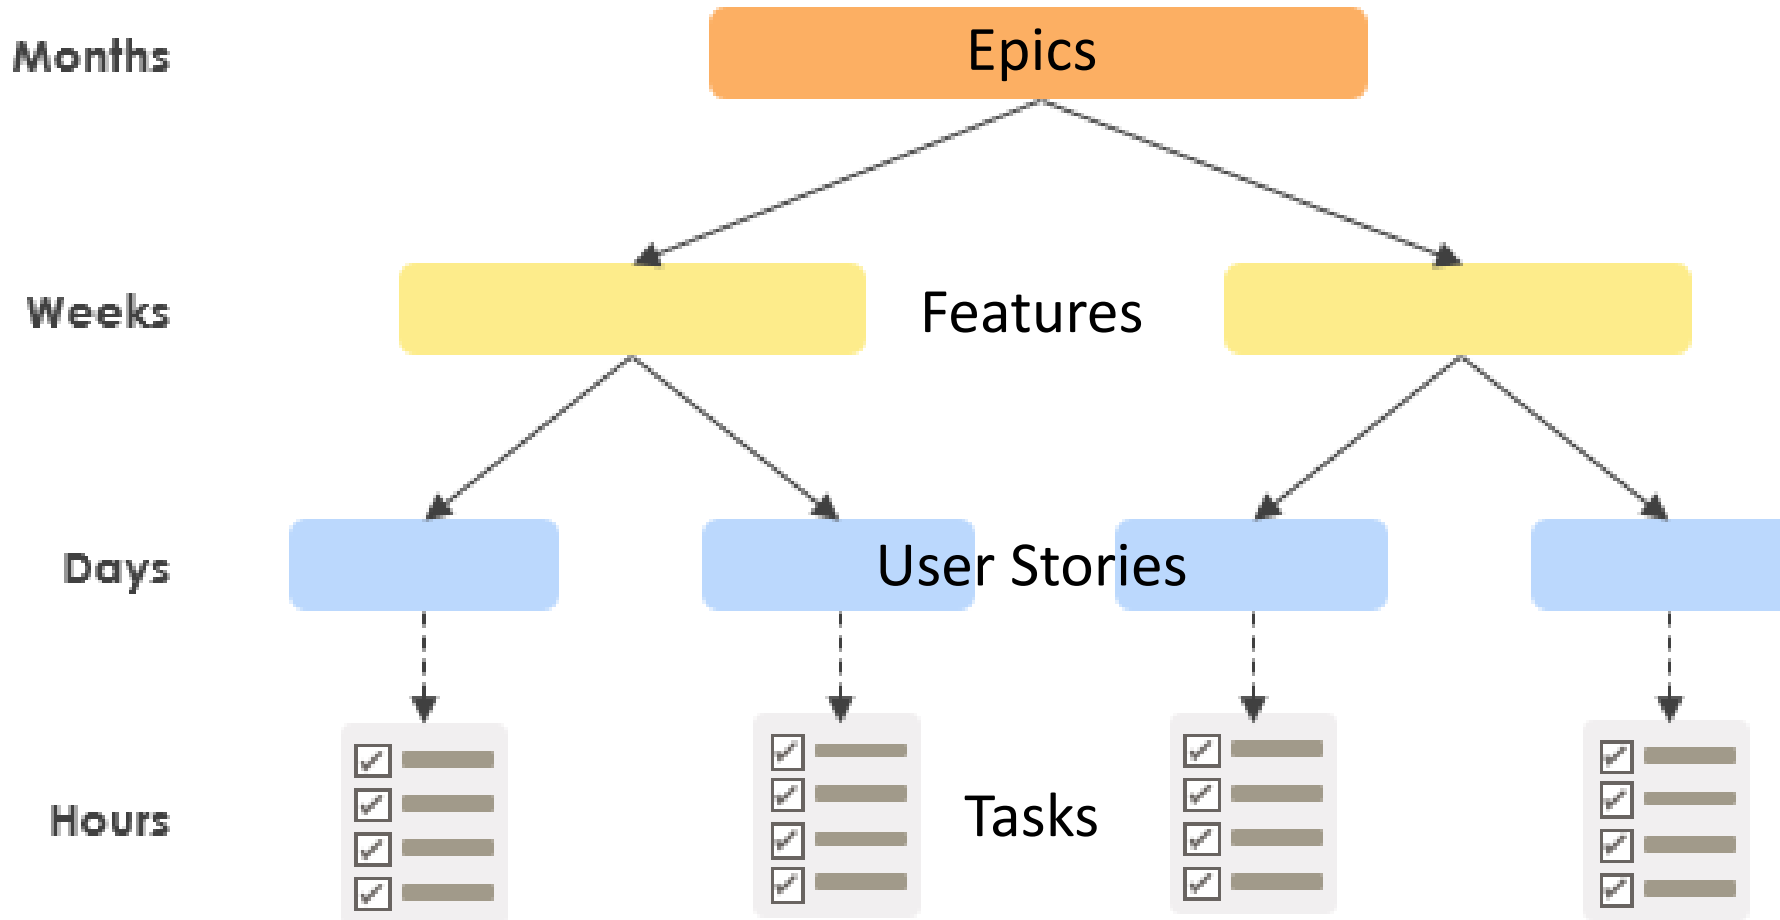 Months
Epics
Weeks
Features
Days
User Stories
Hours
Tasks